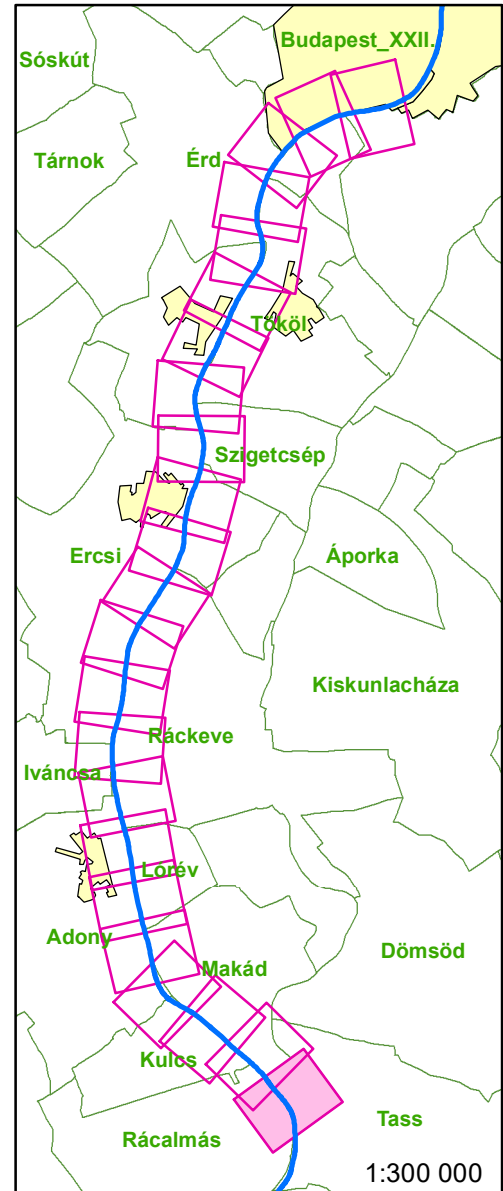 Budapest_XXII.
Sóskút
Tárnok
Érd
Tököl
Szigetcsép
Ercsi
Áporka
Kiskunlacháza
Ráckeve
Iváncsa
Lórév
Adony
Dömsöd
Makád
Kulcs
Tass
Rácalmás
1:300 000